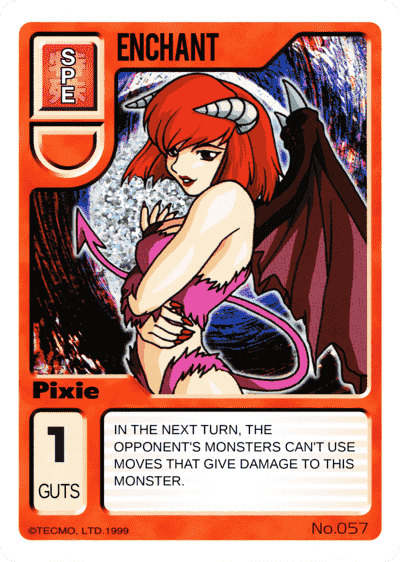 SPE
ENCHANT
Pixie
1
GUTS
IN THE NEXT TURN, THE
OPPONENT'S MONSTERS CAN'T USE
MOVES THAT GIVE DAMAGE TO THIS
MONSTER.
©TECMO, LTD.1999
No.057